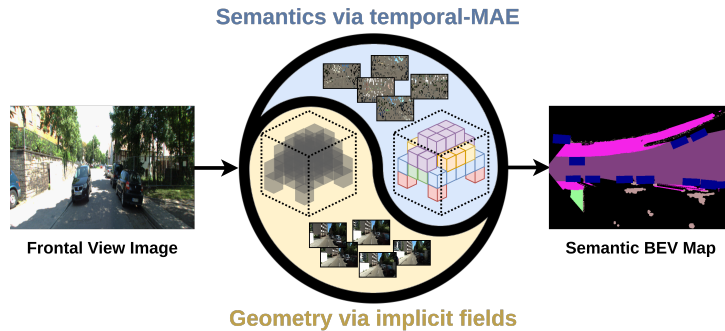 Semantics via temporal-MAE
Frontal View Image
Semantic BEV Map
Geometry via implicit fields